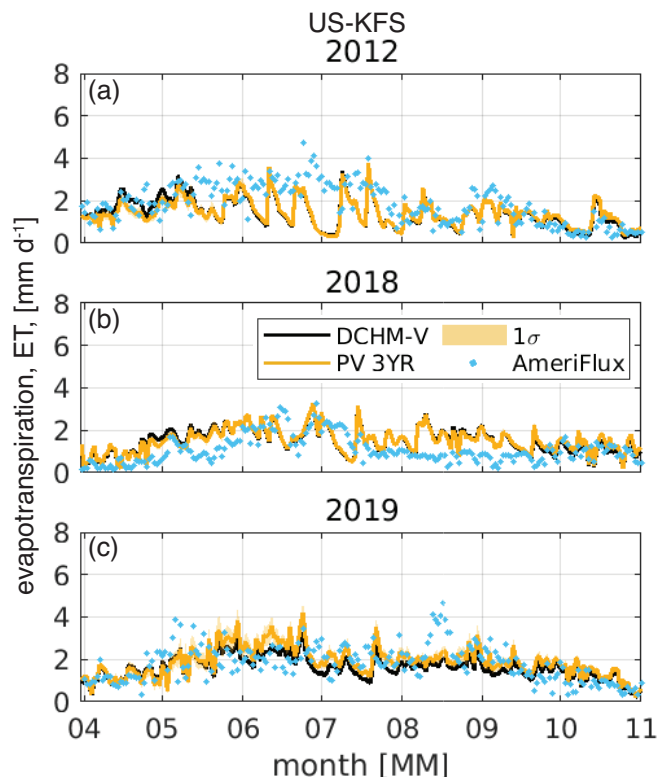 US-KFS
2012
(a)
8
6
4
2
0
2018
(b)
8
6
4
2
0
DCHM-V
1σ
PV 3YR
AmeriFlux
2019
(c)
8
6
4
2
0
04 05 06 07 08 09 10 11
month [MM]
evapotranspiration, ET, [mm d⁻¹]